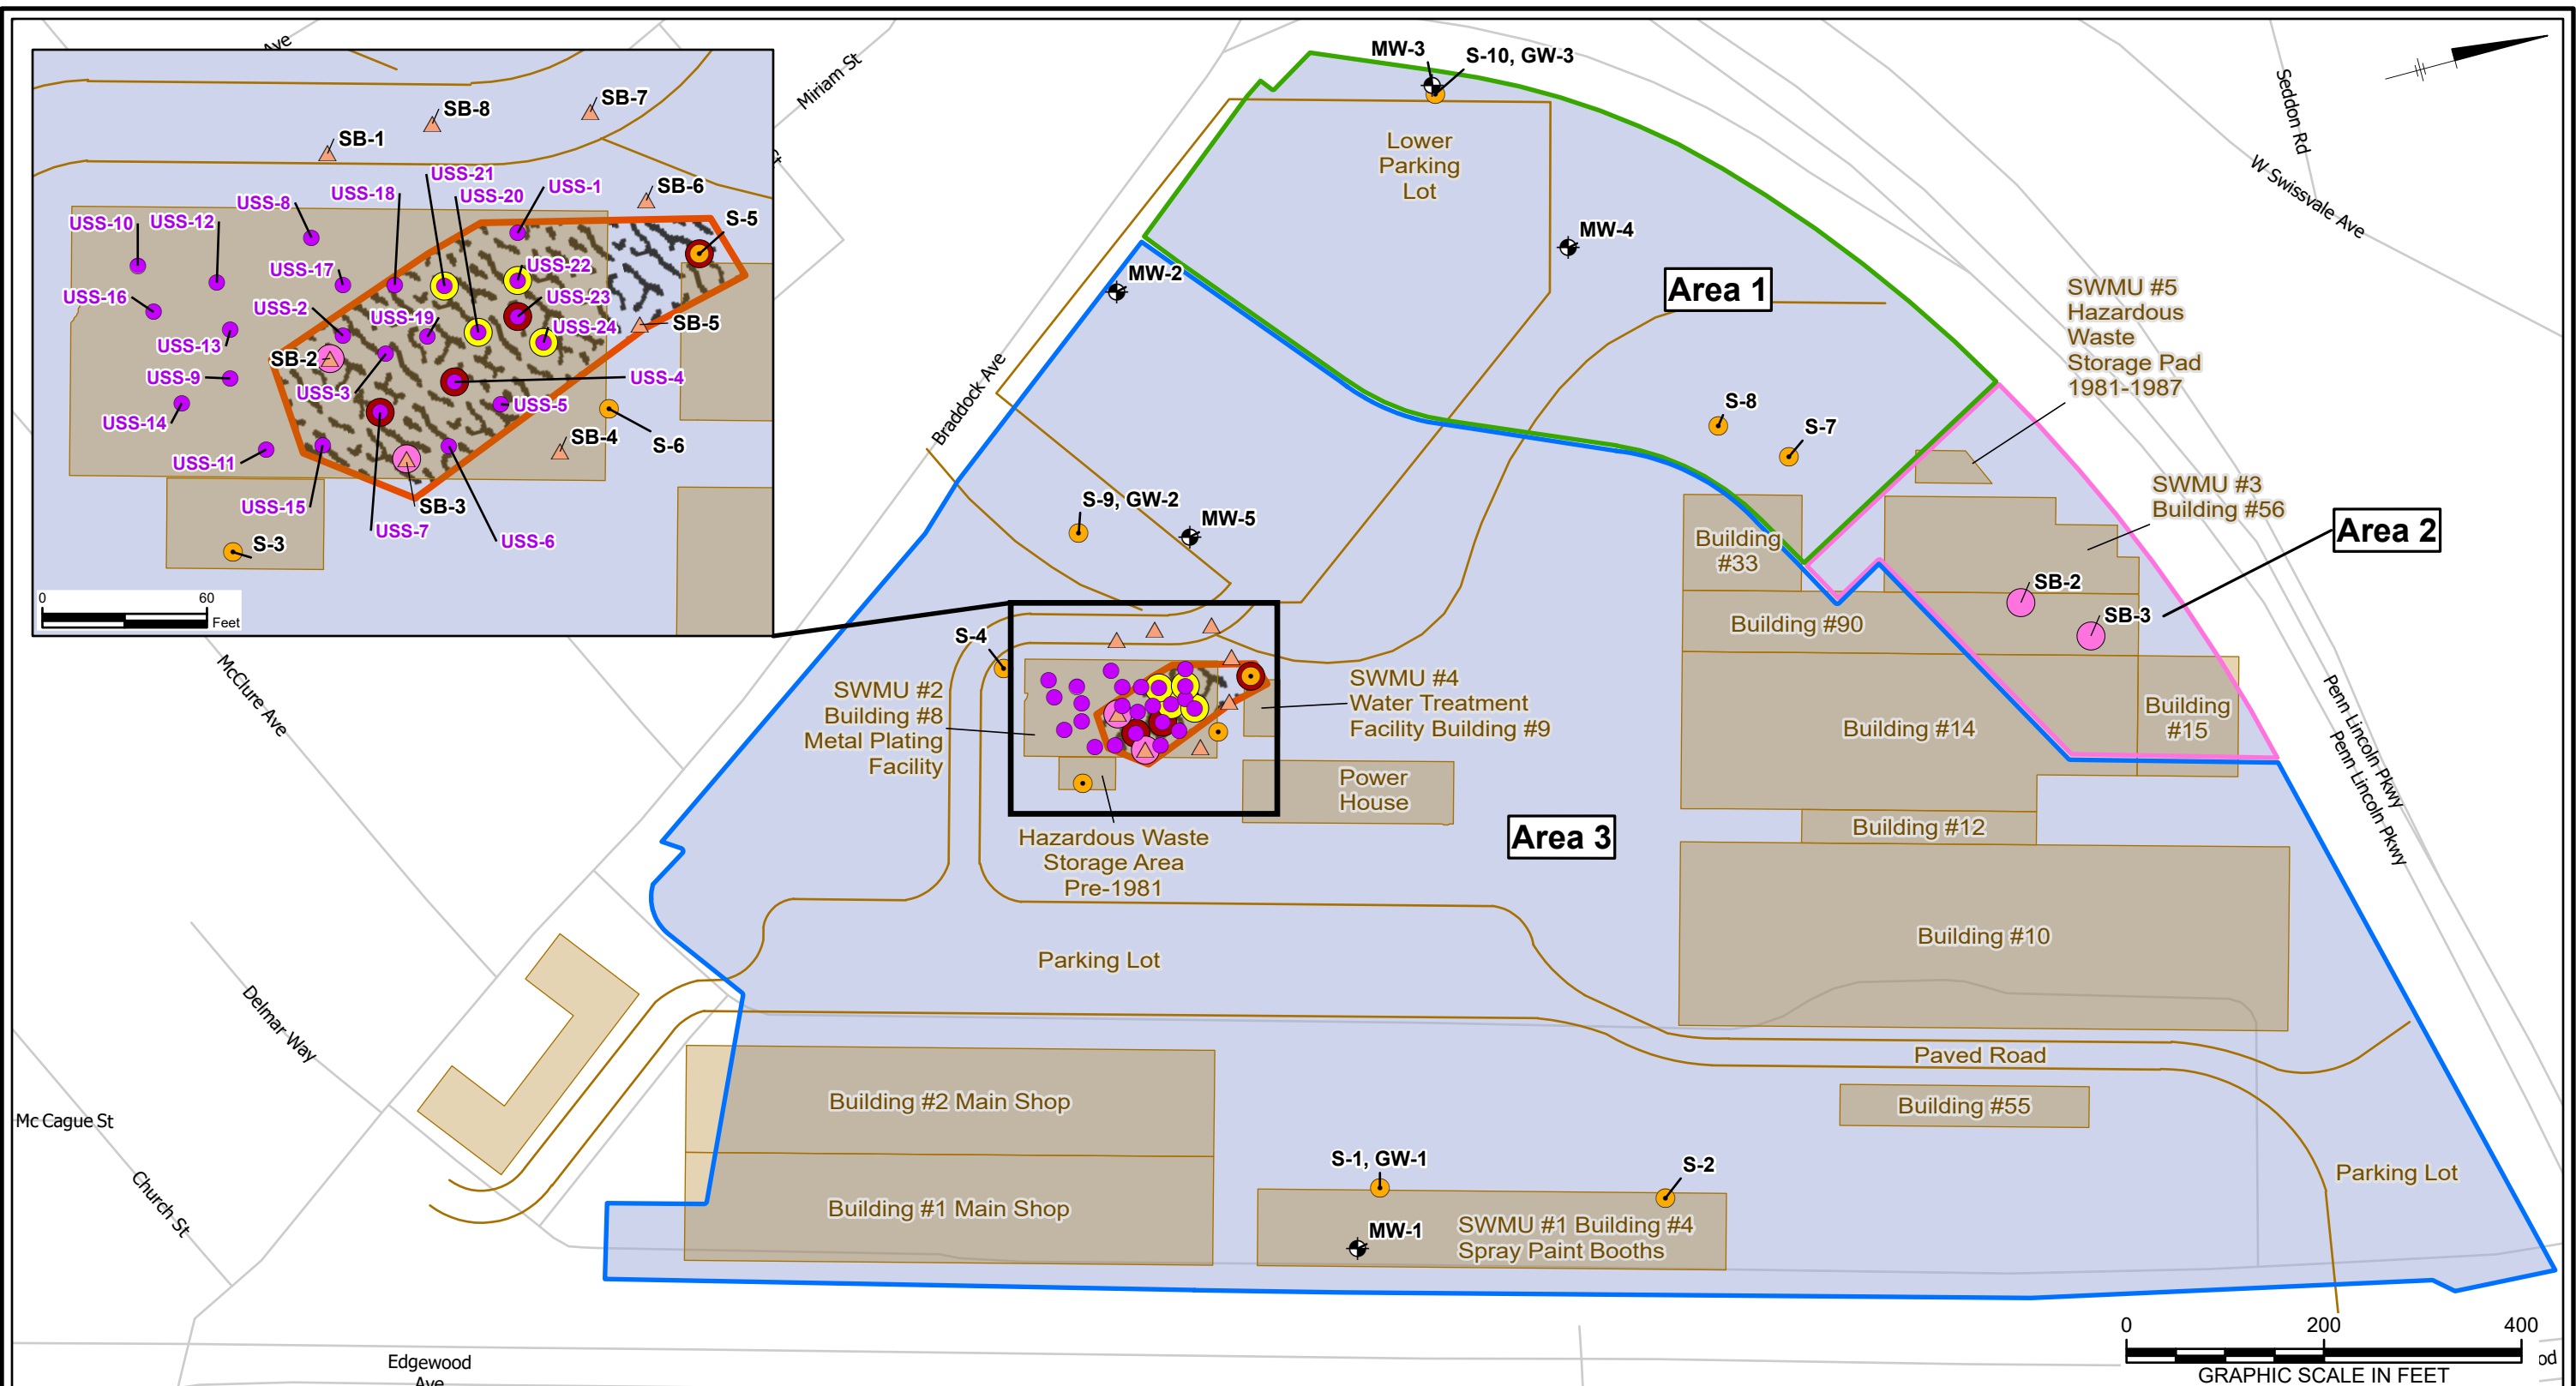 Ave
Miriam St
St
SB-7
SB-8
SB-1
USS-21
USS-18
USS-20
USS-1
SB-6
USS-8
USS-10
USS-12
S-5
USS-17
USS-22
USS-16
USS-2
USS-23
USS-19
SB-5
USS-24
USS-13
SB-2
USS-9
USS-3
USS-4
USS-14
USS-5
SB-4
S-6
USS-11
USS-15
SB-3
USS-7
USS-6
S-3
0 60
Feet
MW-3
S-10, GW-3
Seddon Rd
W Swissvale Ave
Lower
Parking
Lot
MW-4
MW-2
Area 1
SWMU #5
Hazardous
Waste
Storage Pad
1981-1987
Braddock Ave
S-8
S-7
SWMU #3
Building #56
S-9, GW-2
MW-5
Building
#33
Area 2
SB-2
SB-3
Building #90
S-4
SWMU #2
Building #8
Metal Plating
Facility
SWMU #4
Water Treatment
Facility Building #9
Building #14
Building
#15
Penn Lincoln Pkwy
Penn Lincoln Pkwy
McClure Ave
Power
House
Hazardous Waste
Storage Area
Pre-1981
Area 3
Building #12
Building #10
Parking Lot
Delmar Way
Paved Road
Building #2 Main Shop
Building #55
Mc Cague St
Church St
S-1, GW-1
S-2
Parking Lot
Building #1 Main Shop
MW-1
SWMU #1 Building #4
Spray Paint Booths
0 200 400
GRAPHIC SCALE IN FEET
Edgewood
Ave
od